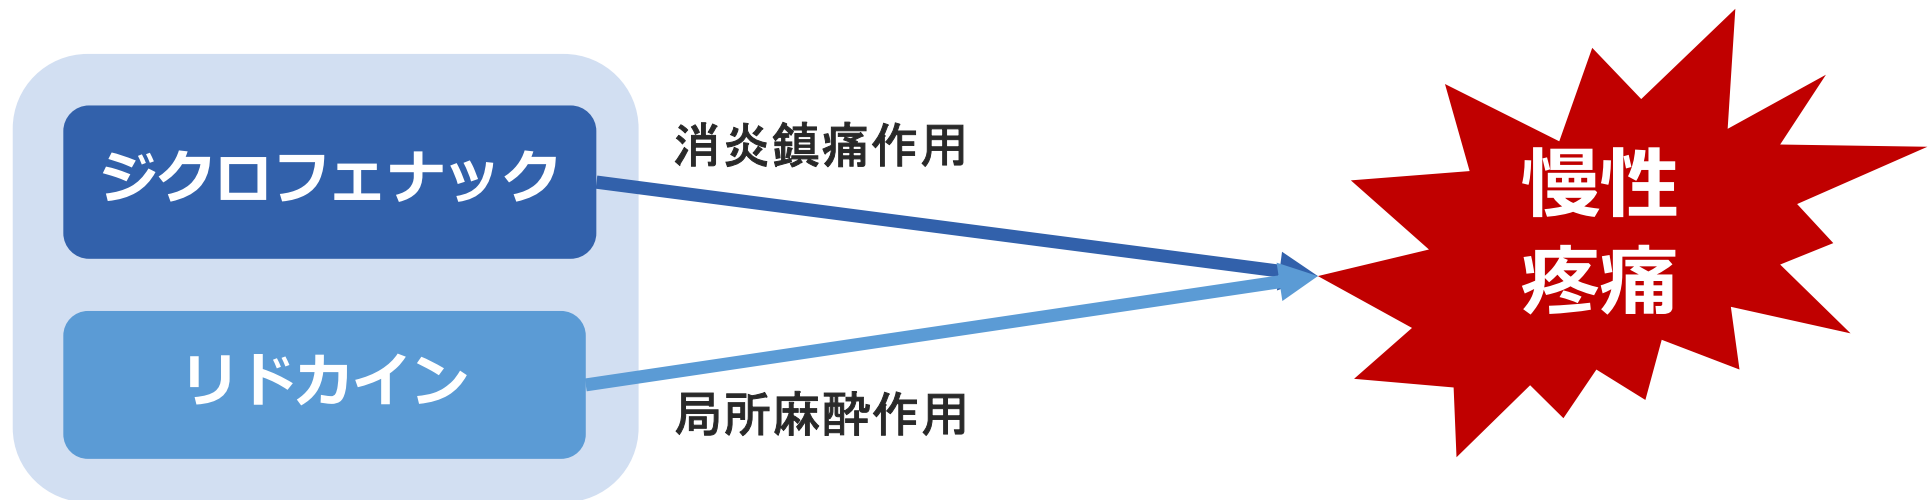 ジクロフェナック
消炎鎮痛作用
リドカイン
局所麻酔作用
慢性
疼痛